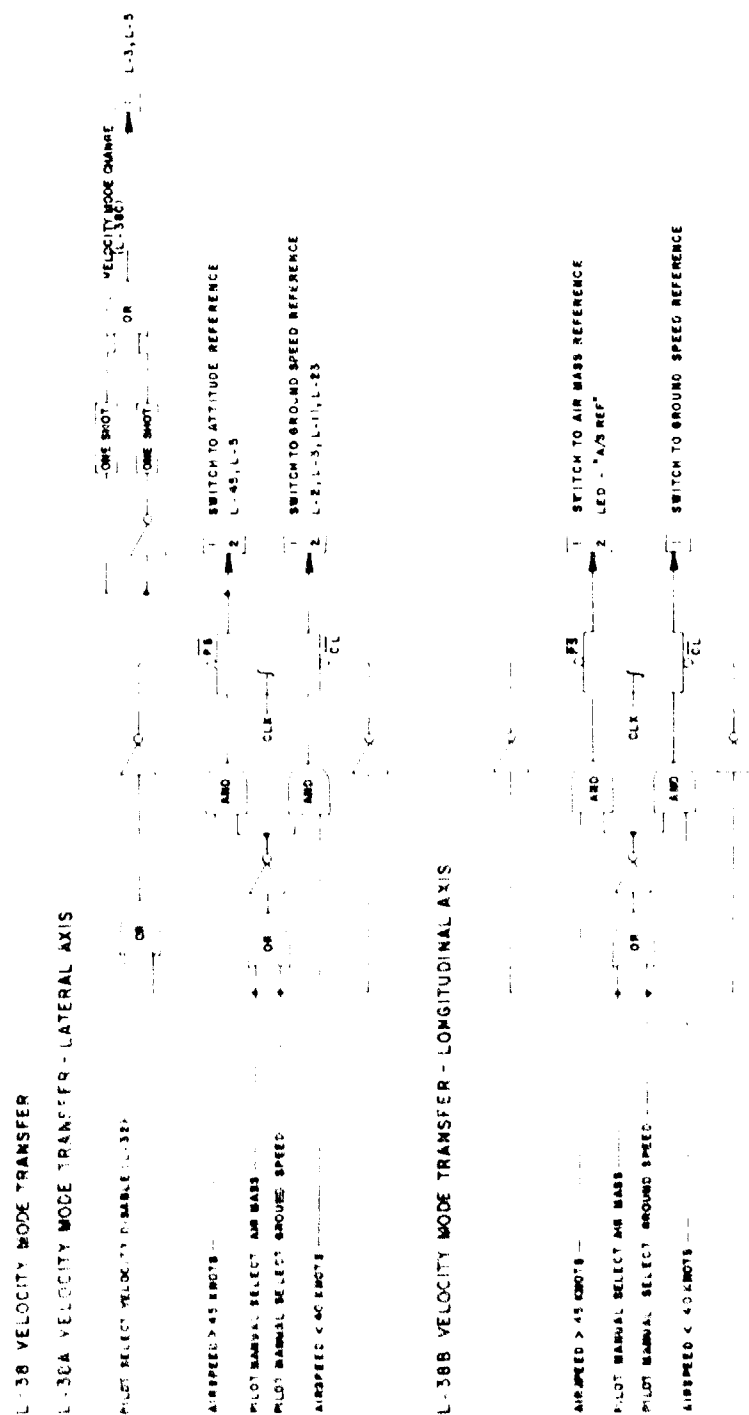 L-38 VELOCITY MODE TRANSFER
L-38A VELOCITY MODE TRANSFER - LATERAL AXIS
PILOT SELECT VELOCITY DISABLE (L-32)
OR
ONE SHOT
ONE SHOT
OR
VELOCITY MODE CHANGE
(L-38C)
1 L-3, L-5
AIRSPEED > 45 KNOTS
PILOT MANUAL SELECT AIR MASS
PILOT MANUAL SELECT GROUND SPEED
AIRSPEED < 40 KNOTS
OR
AND
AND
PS
CLK
CL
1 SWITCH TO ATTITUDE REFERENCE
2 L-45, L-5
1 SWITCH TO GROUND SPEED REFERENCE
2 L-2, L-3, L-11, L-23
L-38B VELOCITY MODE TRANSFER - LONGITUDINAL AXIS
AIRSPEED > 45 KNOTS
PILOT MANUAL SELECT AIR MASS
PILOT MANUAL SELECT GROUND SPEED
AIRSPEED < 40 KNOTS
OR
AND
AND
PS
CLK
CL
1 SWITCH TO AIR MASS REFERENCE
2 LED - "A/S REF"
1 SWITCH TO GROUND SPEED REFERENCE